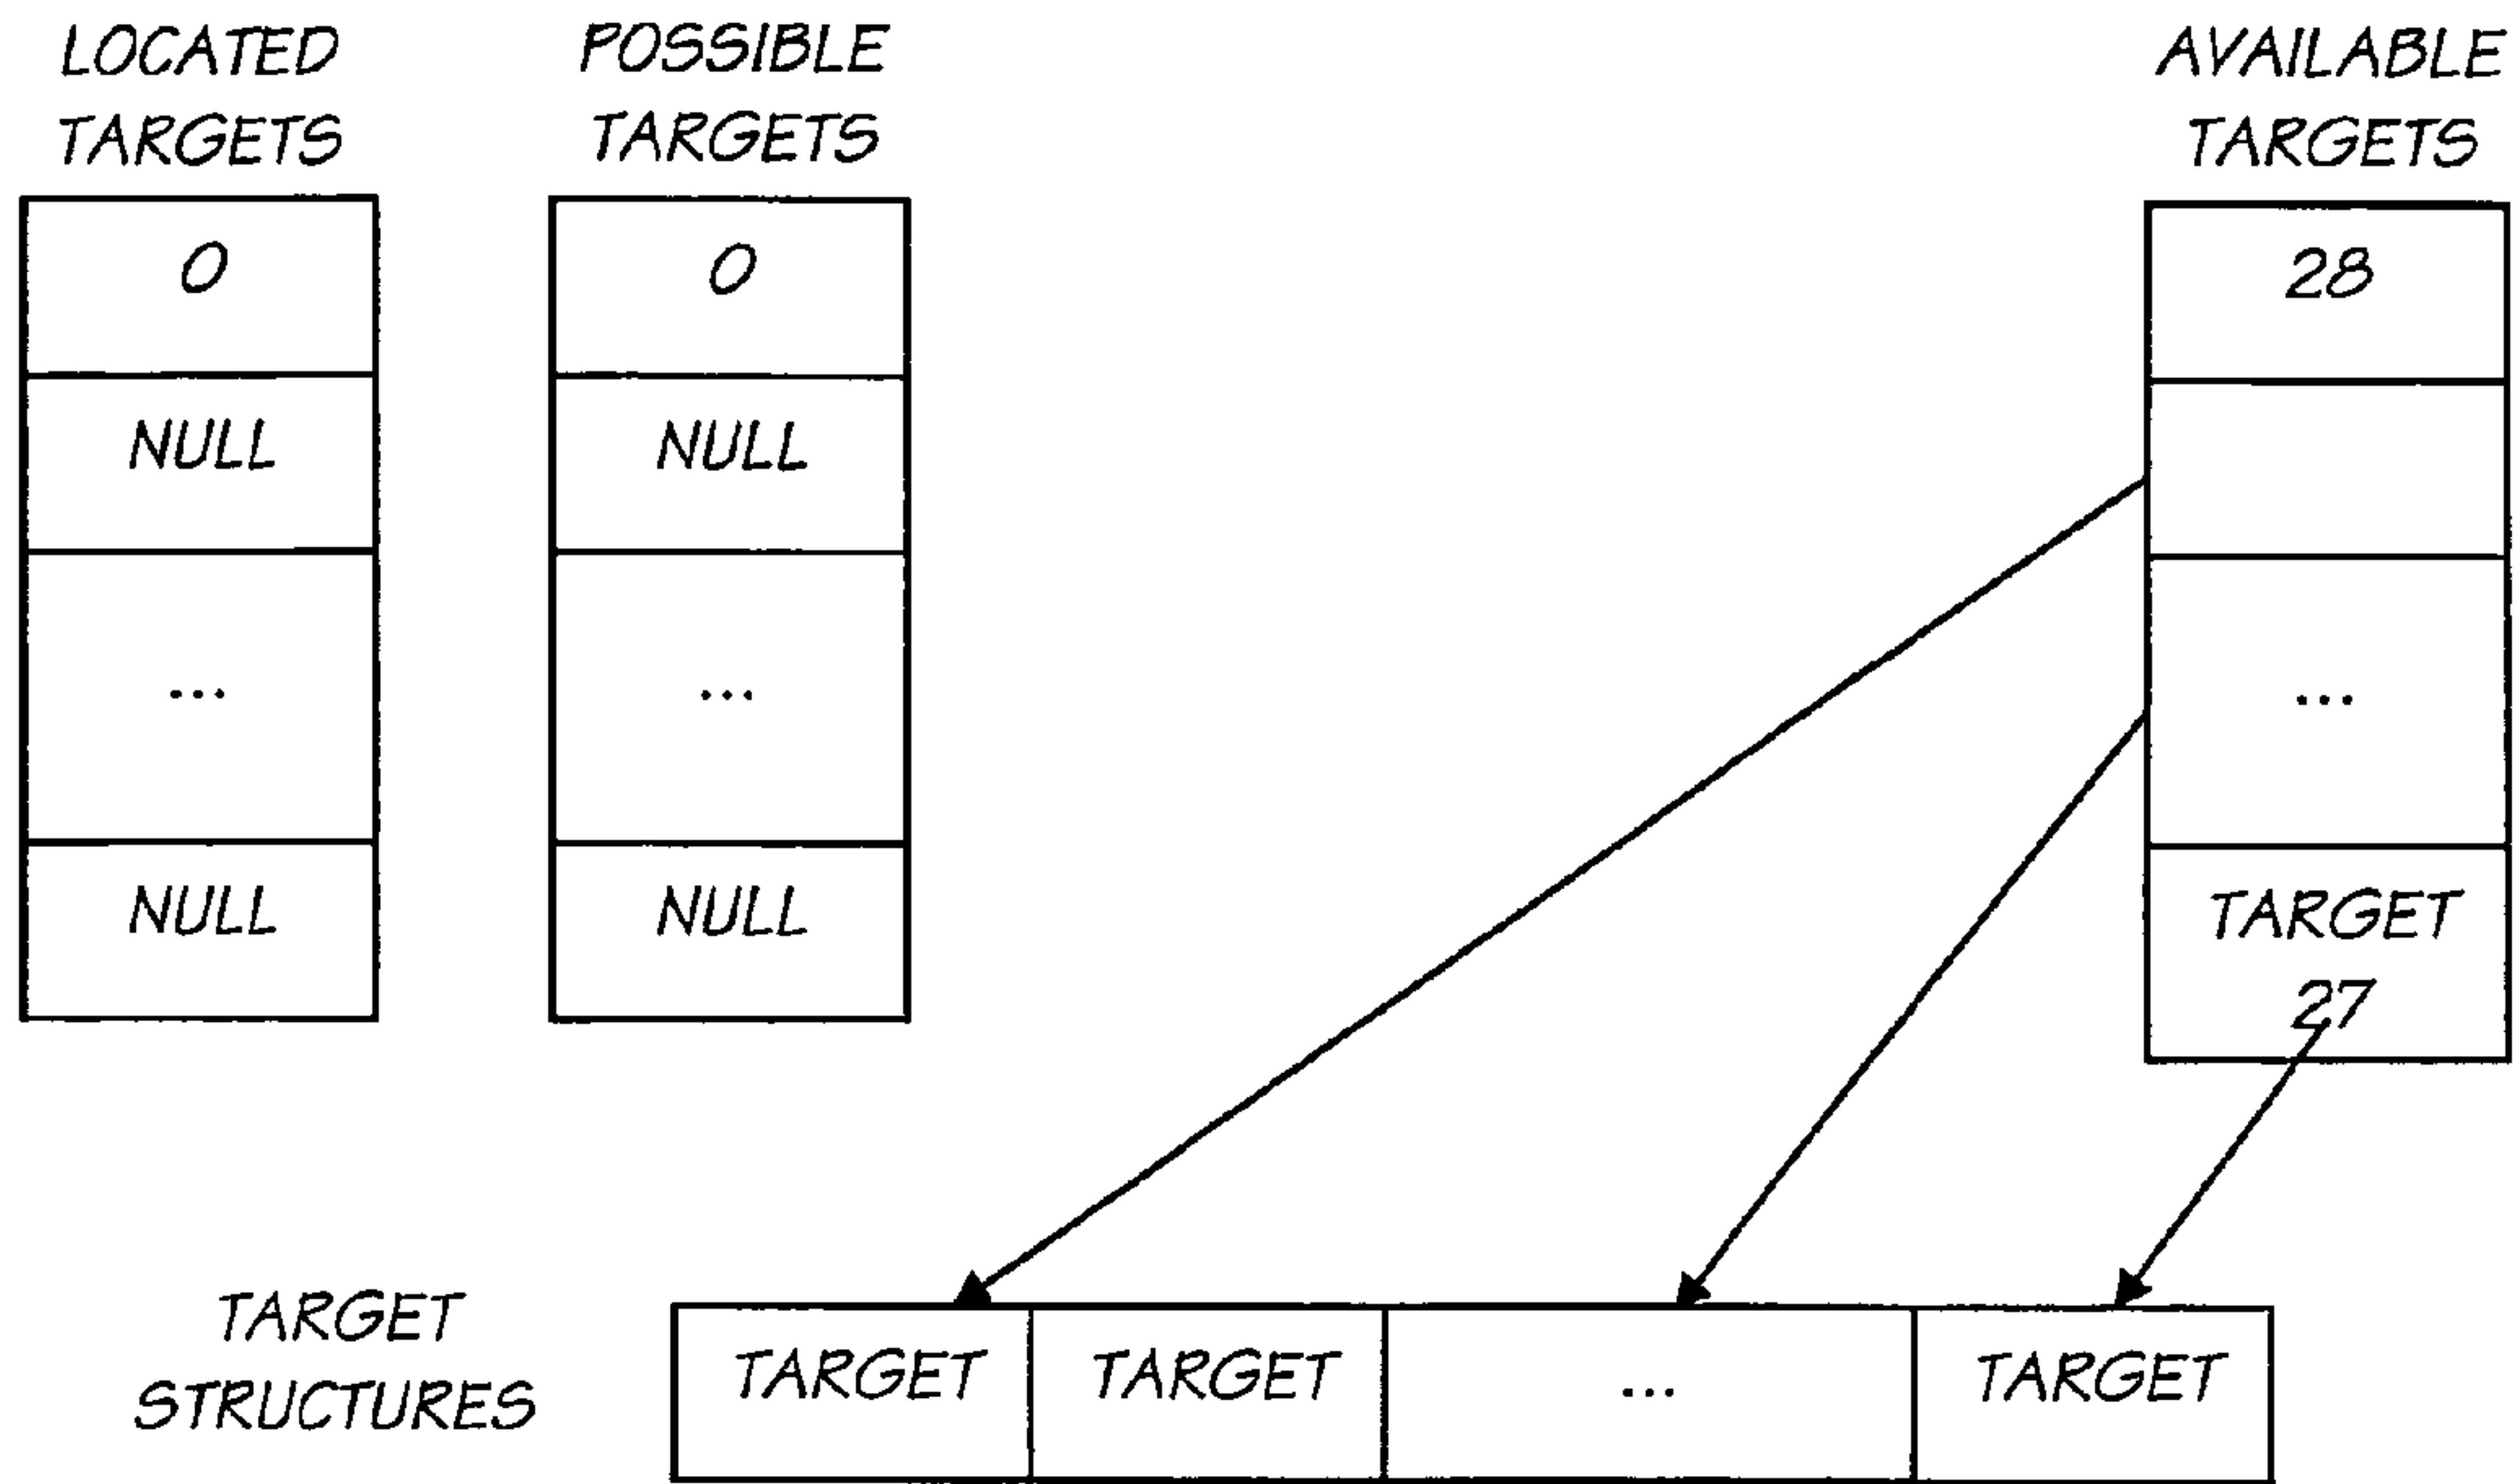 LOCATED
TARGETS
0
NULL
...
NULL
POSSIBLE
TARGETS
0
NULL
...
NULL
AVAILABLE
TARGETS
28
...
TARGET
27
TARGET
STRUCTURES
TARGET
TARGET
...
TARGET